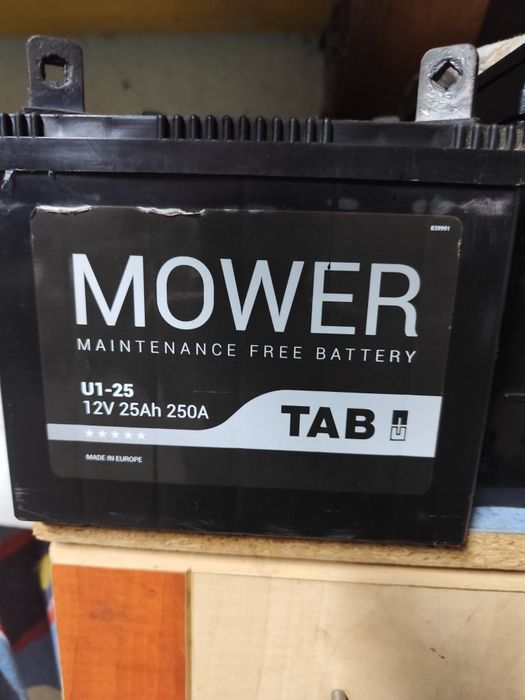 839991
MOWER
MAINTENANCE FREE BATTERY
U1-25
12V 25Ah 250A
TAB
MADE IN EUROPE